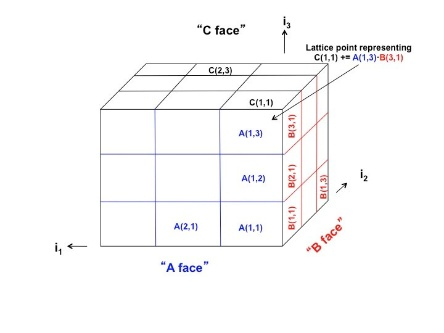 "C face"
i3
Lattice point representing
C(1,1) += A(1,3)·B(3,1)
C(2,3)
C(1,1)
A(1,3)
B(3,1)
A(1,2)
B(2,1)
B(1,3)
i2
A(2,1)
A(1,1)
B(1,1)
"B face"
i1
"A face"